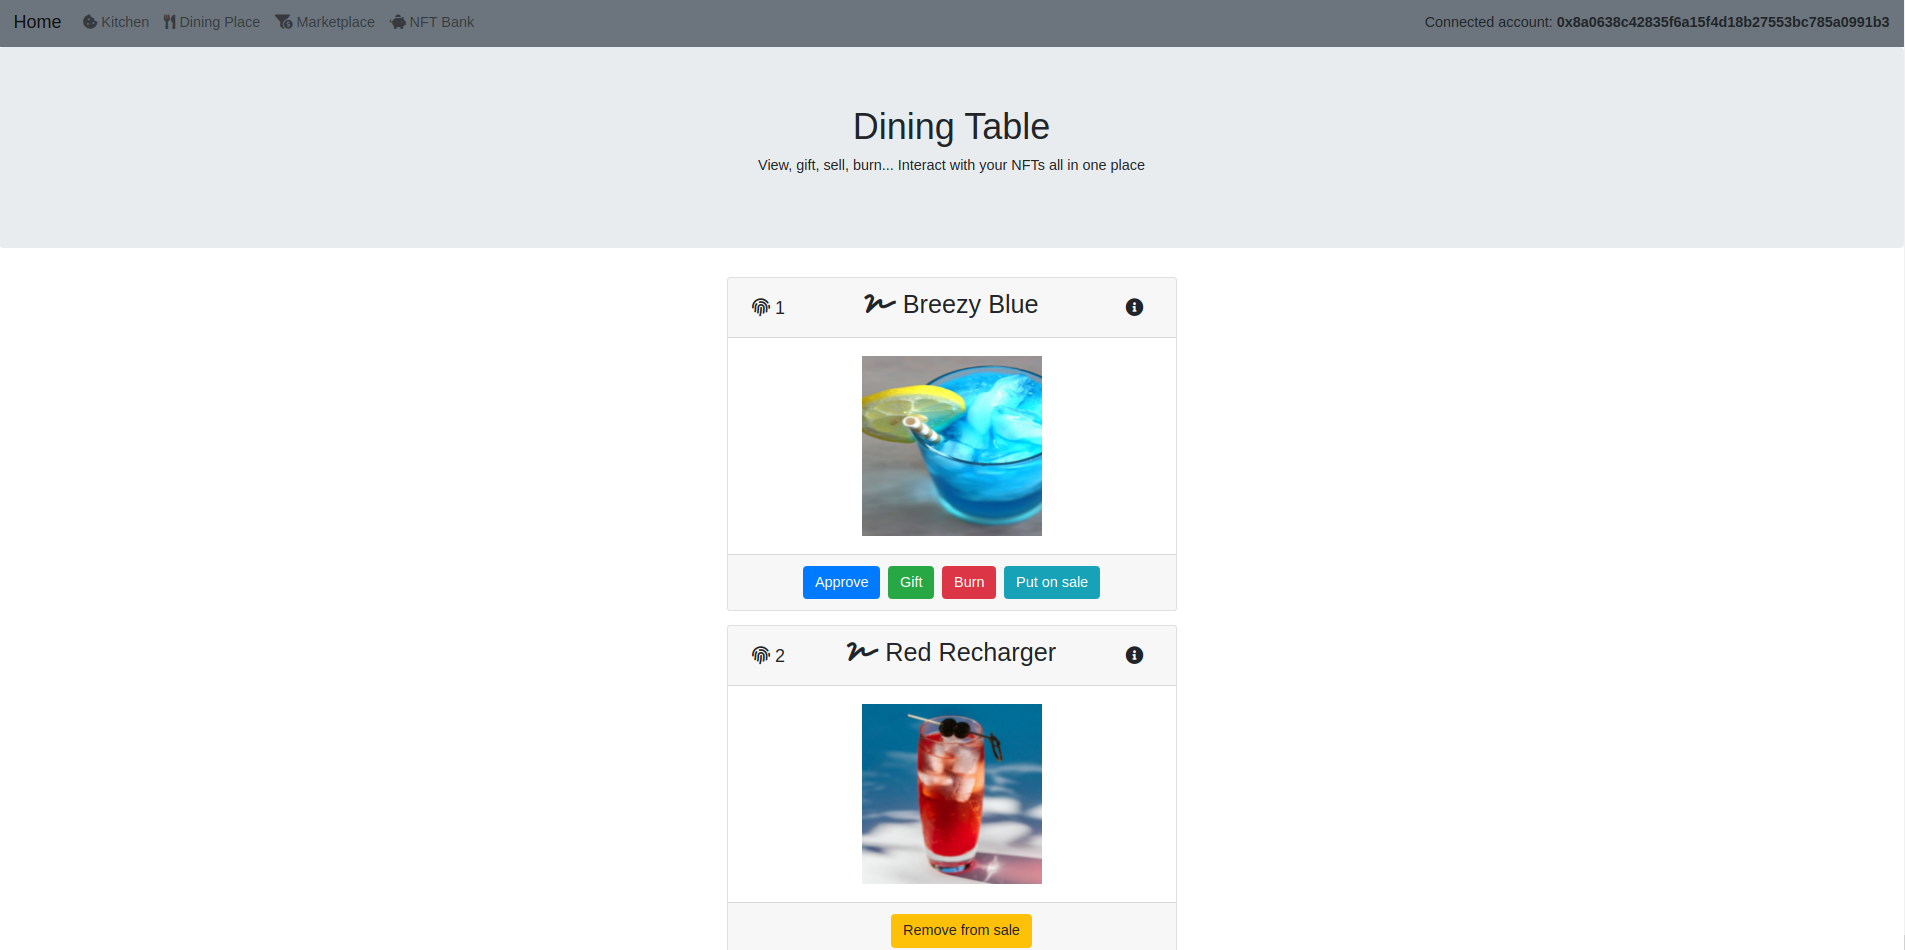 Home Kitchen Dining Place Marketplace NFT Bank Connected account: 0x8a0638c42835f6a15f4d18b27553bc785a0991b3
Dining Table
View, gift, sell, burn... Interact with your NFTs all in one place
1 Breezy Blue
Approve Gift Burn Put on sale
2 Red Recharger
Remove from sale